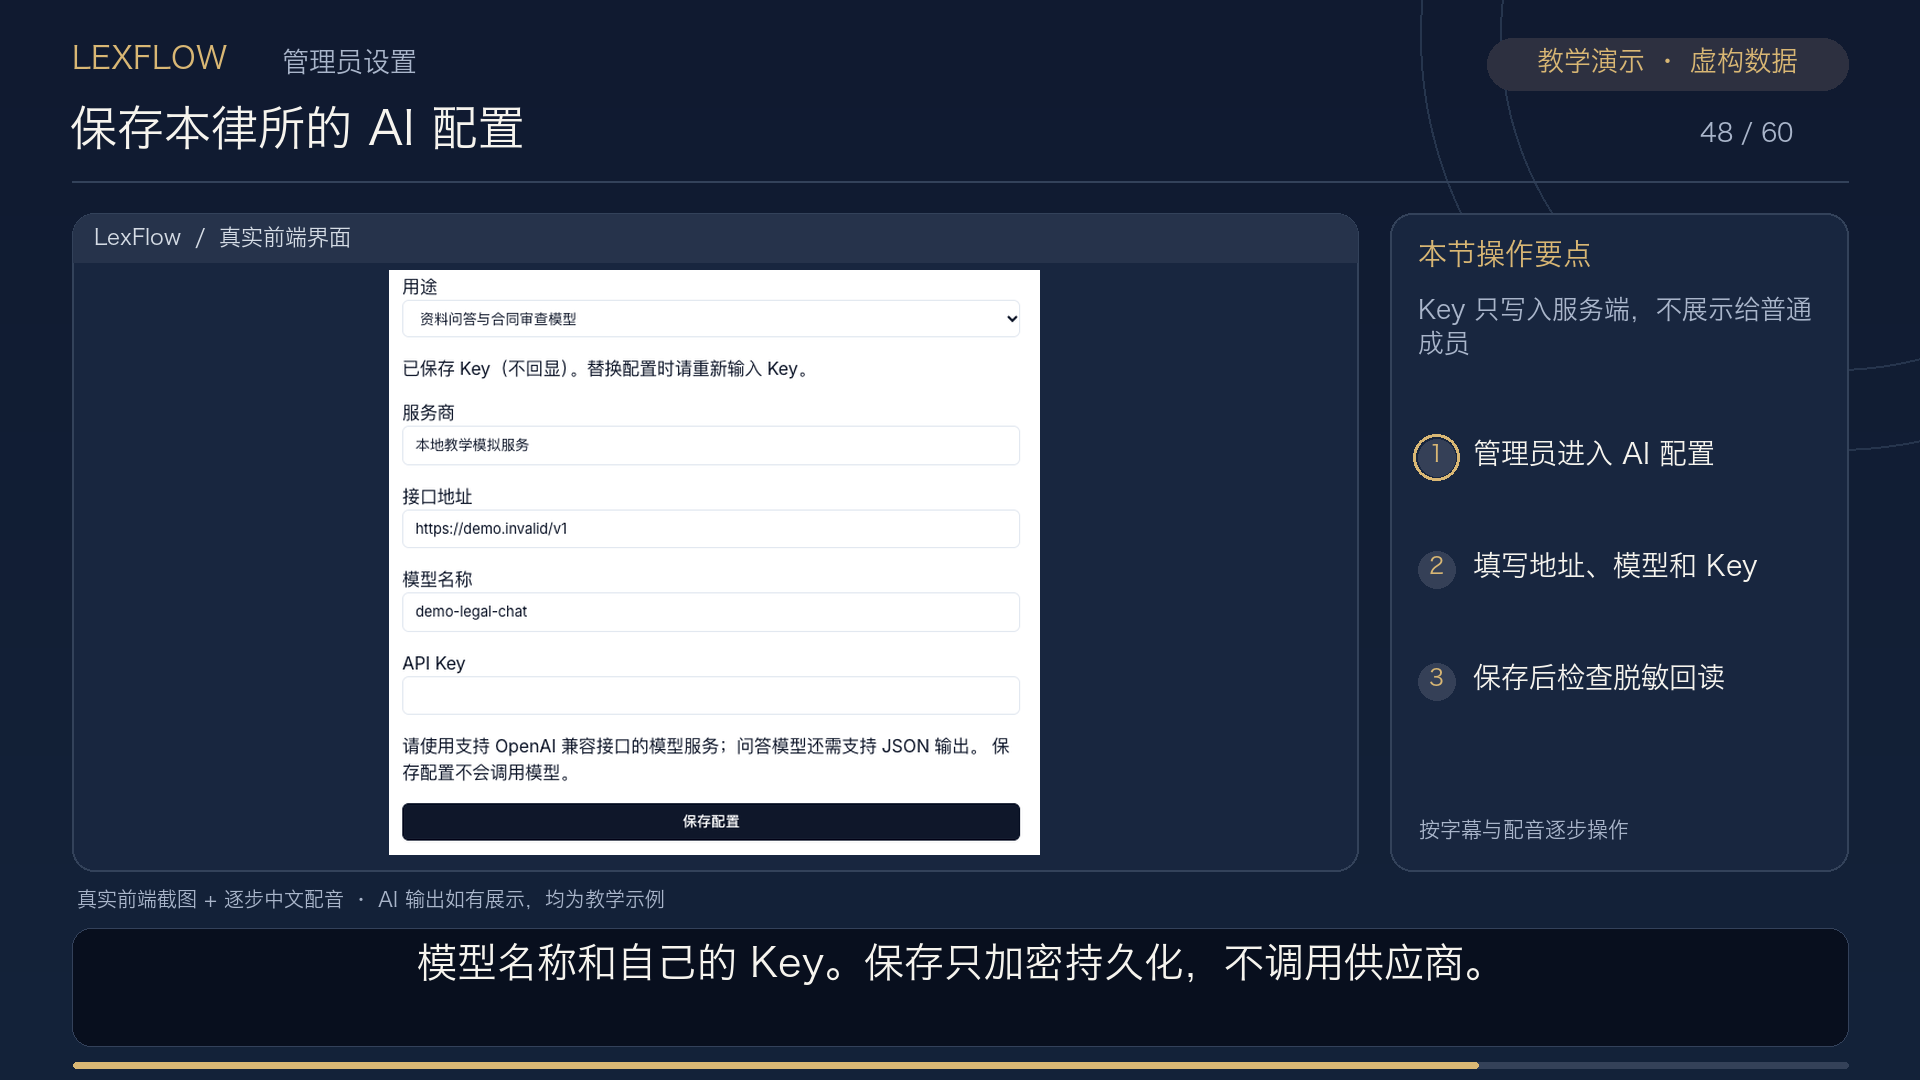 LEXFLOW 管理员设置
教学演示 · 虚构数据
保存本律所的 AI 配置
48 / 60
LexFlow / 真实前端界面
用途
资料问答与合同审查模型
已保存 Key（不回显）。替换配置时请重新输入 Key。
服务商
本地教学模拟服务
接口地址
https://demo.invalid/v1
模型名称
demo-legal-chat
API Key
请使用支持 OpenAI 兼容接口的模型服务；问答模型还需支持 JSON 输出。 保
存配置不会调用模型。
保存配置
本节操作要点
Key 只写入服务端，不展示给普通
成员
1 管理员进入 AI 配置
2 填写地址、模型和 Key
3 保存后检查脱敏回读
按字幕与配音逐步操作
真实前端截图 + 逐步中文配音 · AI 输出如有展示，均为教学示例
模型名称和自己的 Key。保存只加密持久化，不调用供应商。